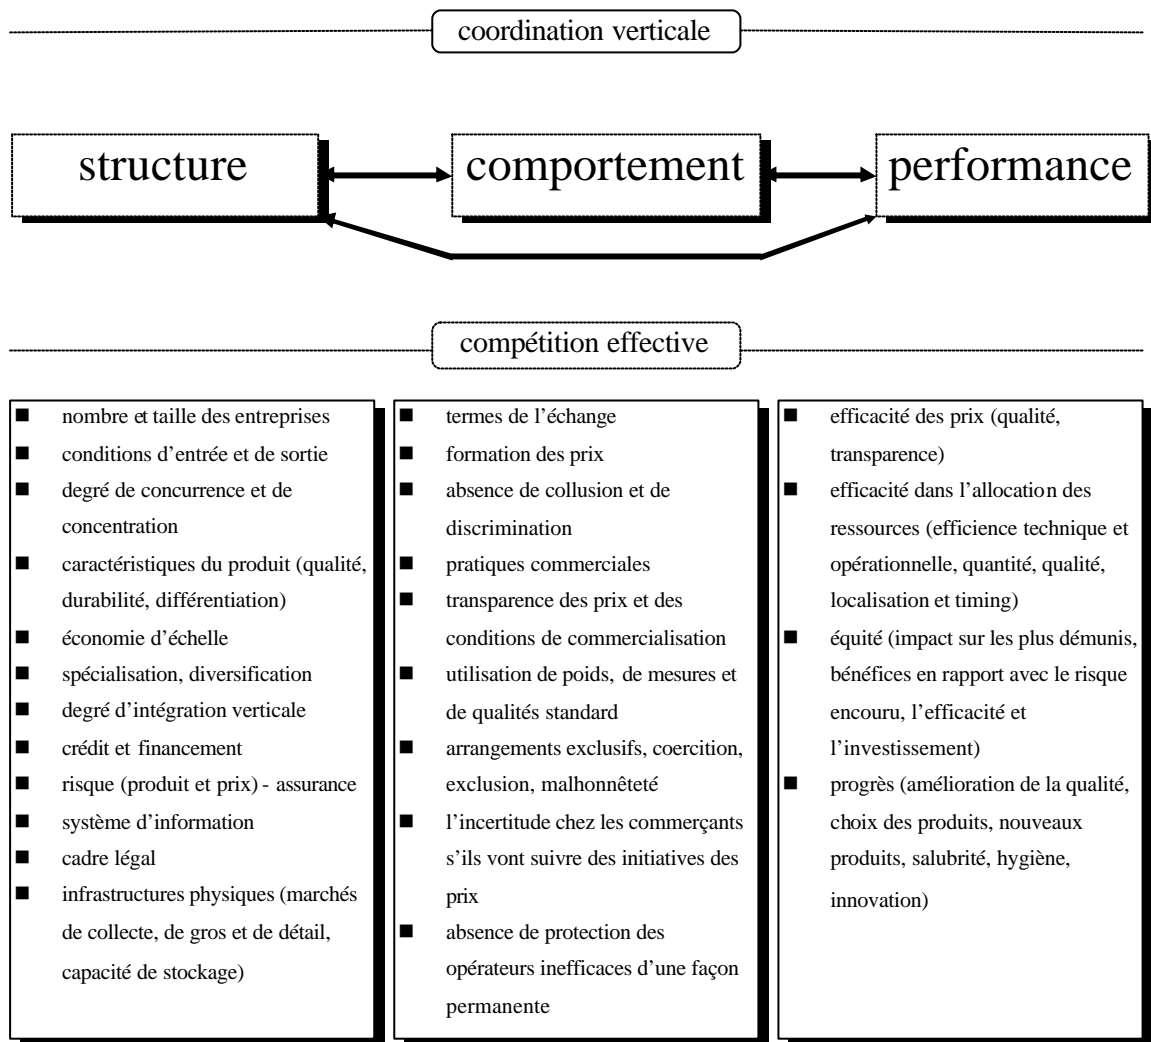 coordination verticale
structure
comportement
performance
compétition effective
■ nombre et taille des entreprises
■ conditions d'entrée et de sortie
■ degré de concurrence et de
concentration
■ caractéristiques du produit (qualité,
durabilité, différentiation)
■ économie d'échelle
■ spécialisation, diversification
■ degré d'intégration verticale
■ crédit et financement
■ risque (produit et prix) - assurance
■ système d'information
■ cadre légal
■ infrastructures physiques (marchés
de collecte, de gros et de détail,
capacité de stockage)
■ termes de l'échange
■ formation des prix
■ absence de collusion et de
discrimination
■ pratiques commerciales
■ transparence des prix et des
conditions de commercialisation
■ utilisation de poids, de mesures et
de qualités standard
■ arrangements exclusifs, coercition,
exclusion, malhonnêteté
■ l'incertitude chez les commerçants
s'ils vont suivre des initiatives des
prix
■ absence de protection des
opérateurs inefficaces d'une façon
permanente
■ efficacité des prix (qualité,
transparence)
■ efficacité dans l'allocation des
ressources (efficience technique et
opérationnelle, quantité, qualité,
localisation et timing)
■ équité (impact sur les plus démunis,
bénéfices en rapport avec le risque
encouru, l'efficacité et
l'investissement)
■ progrès (amélioration de la qualité,
choix des produits, nouveaux
produits, salubrité, hygiène,
innovation)